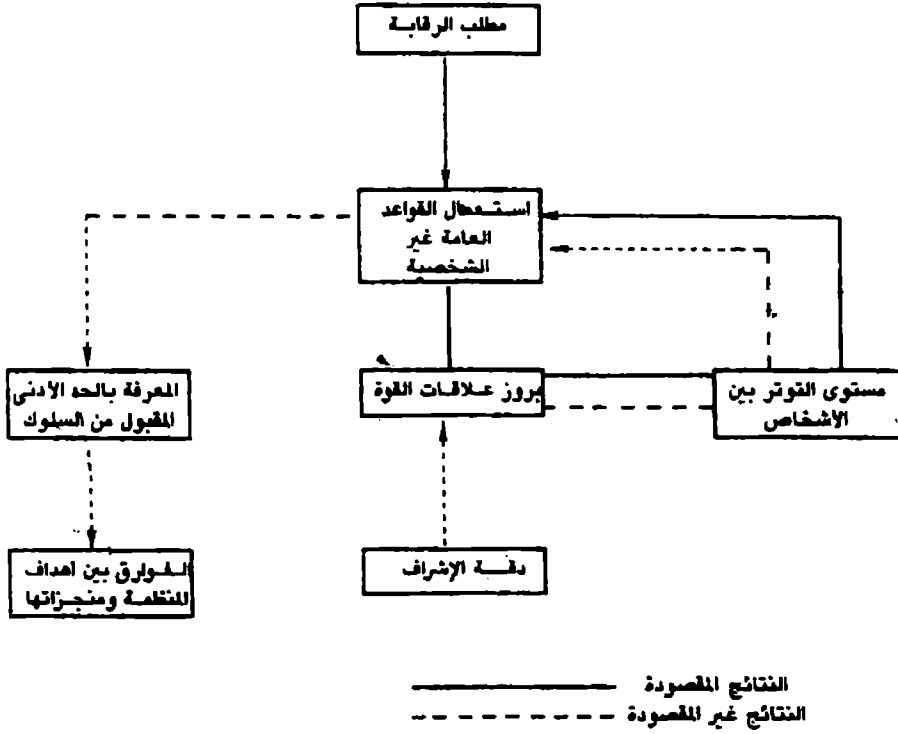 مطلب الرقابة
استعمال القواعد
العامة غير
الشخصية
المعرفة بالحد الأدنى
المقبول من السلوك
بروز علاقات القوة
مستوى التوتر بين
الأشخاص
الفوارق بين أهداف
المنظمة ومنجزاتها
دقة الإشراف
النتائج المقصودة
النتائج غير المقصودة